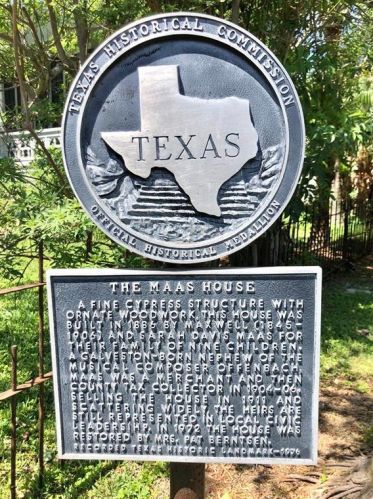 TEXAS HISTORICAL COMMISSION
TEXAS
OFFICIAL HISTORICAL MEDALLION
THE MAAS HOUSE
A FINE CYPRESS STRUCTURE WITH
ORNATE WOODWORK, THIS HOUSE WAS
BUILT IN 1886 BY MAXWELL (1845-
1906) AND SARAH DAVIS MAAS FOR
THEIR FAMILY OF NINE CHILDREN.
A GALVESTON-BORN NEPHEW OF THE
MUSICAL COMPOSER OFFENBACH,
MAAS WAS A MERCHANT AND THEN
COUNTY TAX COLLECTOR IN 1894-06.
SELLING THE HOUSE IN 1911 AND
SCATTERING WIDELY, THE HEIRS ARE
STILL REPRESENTED IN LOCAL CIVIC
LEADERSIHP. IN 1972 THE HOUSE WAS
RESTORED BY MRS. PAT BERNTSEN.
RECORDED TEXAS HISTORIC LANDMARK-1976